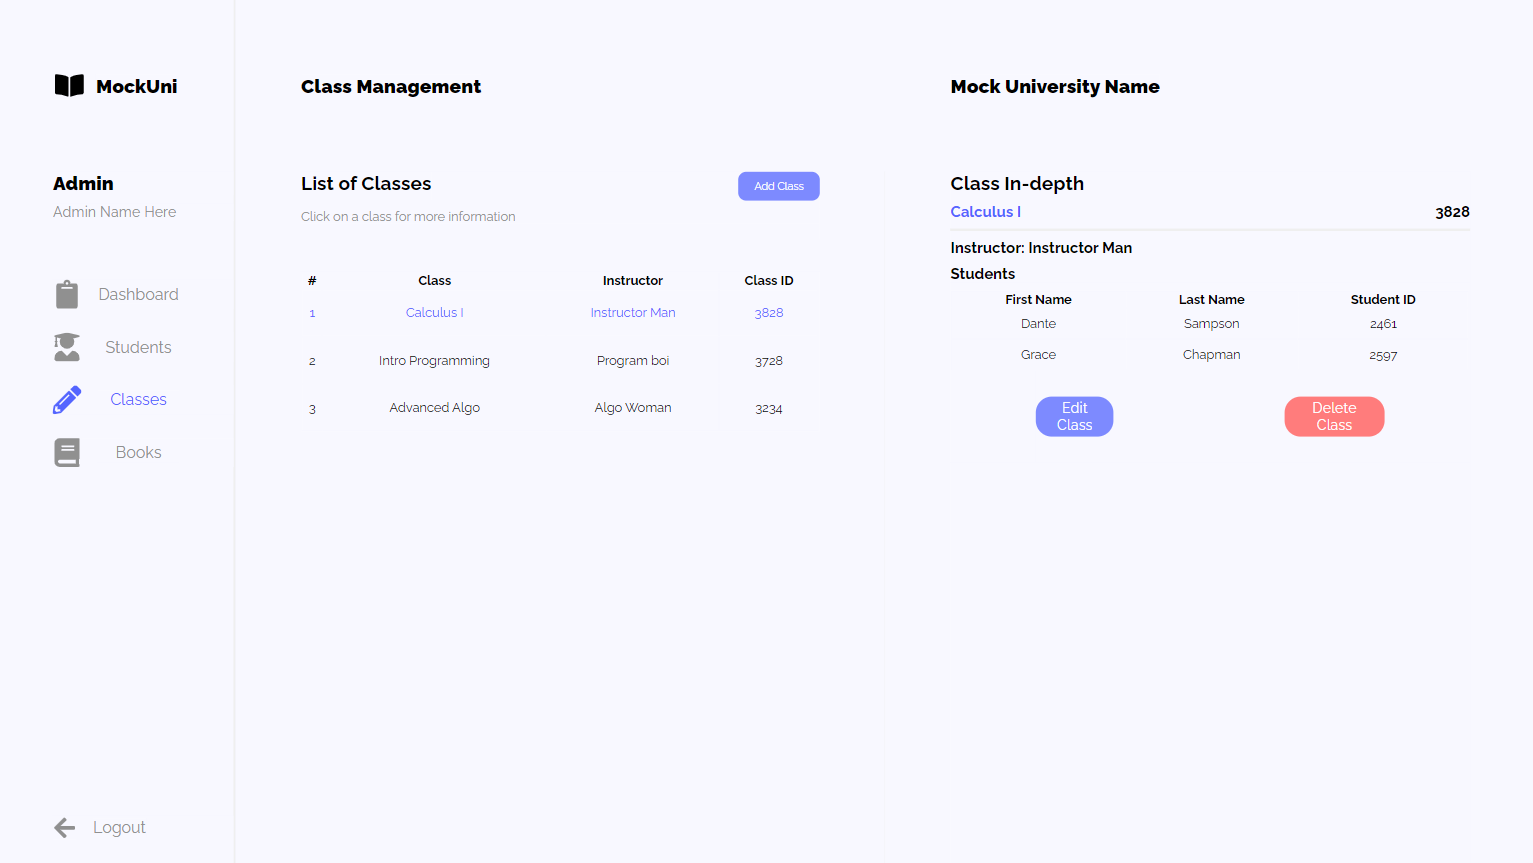 MockUni
Admin
Admin Name Here
Dashboard
Students
Classes
Books
Logout
Class Management
List of Classes
Add Class
Click on a class for more information
# Class Instructor Class ID
1 Calculus I Instructor Man 3828
2 Intro Programming Program boi 3728
3 Advanced Algo Algo Woman 3234
Mock University Name
Class In-depth
Calculus I 3828
Instructor: Instructor Man
Students
First Name Last Name Student ID
Dante Sampson 2461
Grace Chapman 2597
Edit
Class
Delete
Class